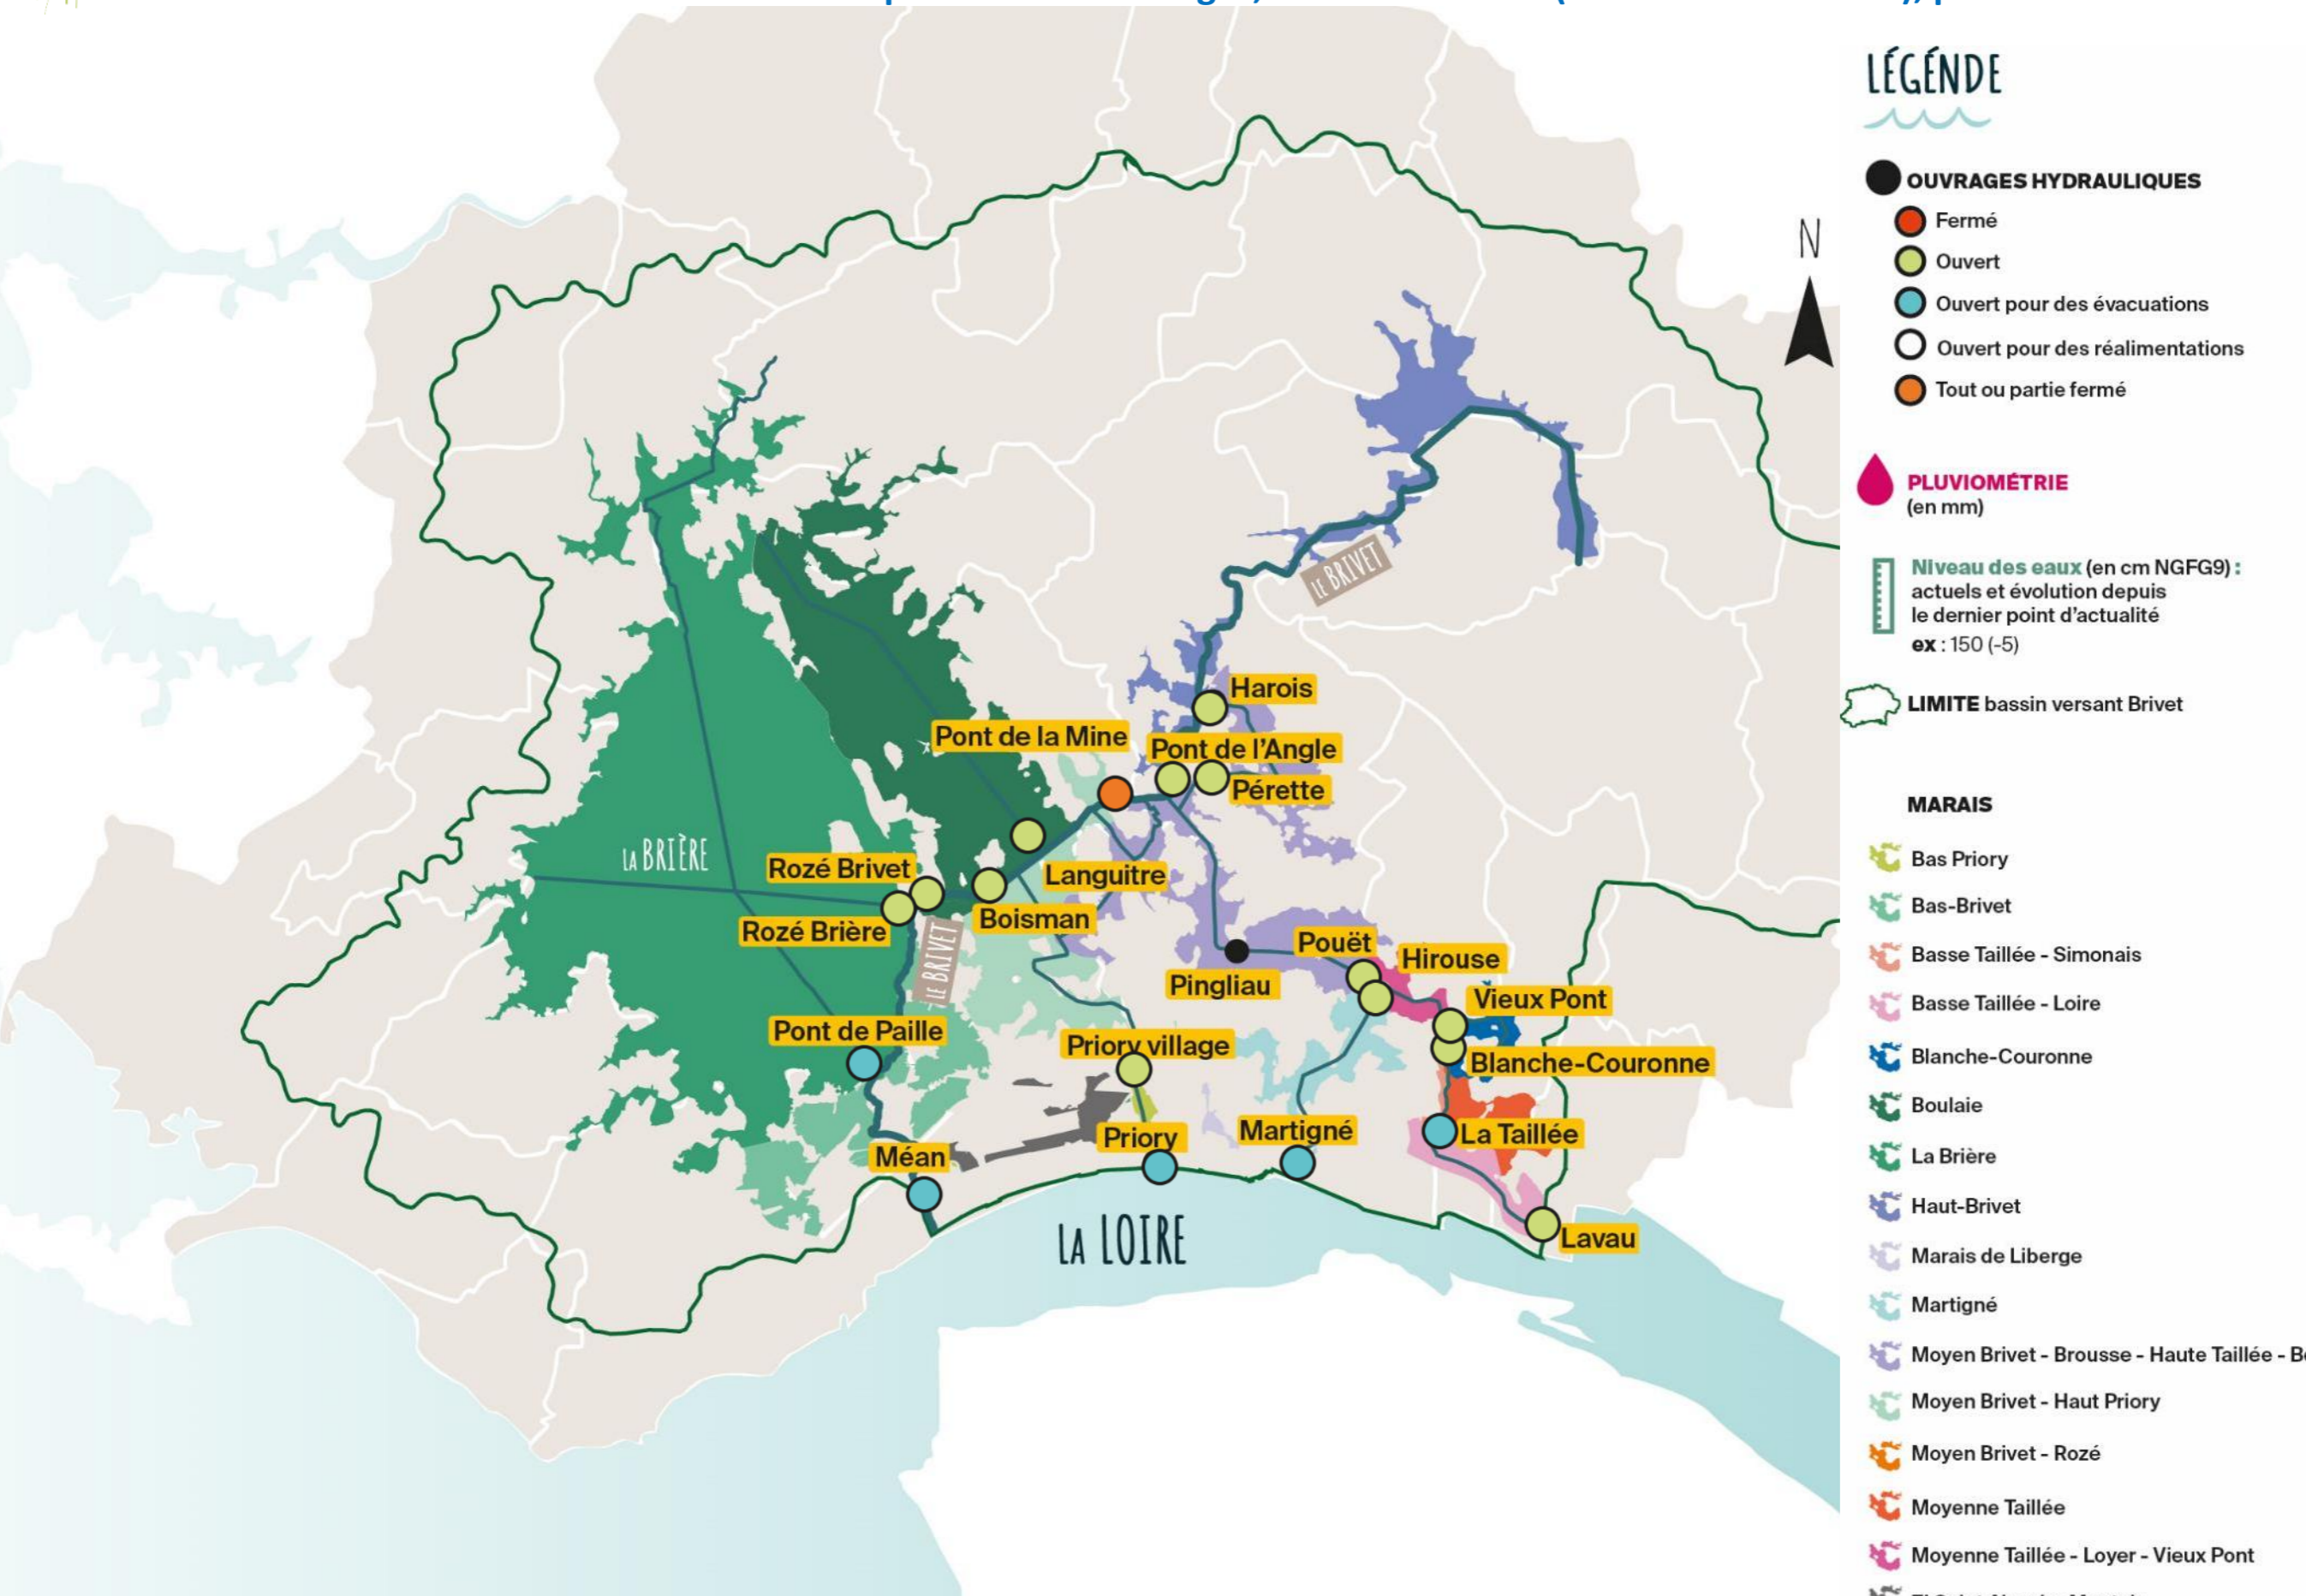 LÉGÉNDE
OUVRAGES HYDRAULIQUES
Fermé
Ouvert
Ouvert pour des évacuations
Ouvert pour des réalimentations
Tout ou partie fermé
N
PLUVIOMÉTRIE
(en mm)
Niveau des eaux (en cm NGFG9) :
actuels et évolution depuis
le dernier point d'actualité
ex : 150 (-5)
LIMITE bassin versant Brivet
MARAIS
Bas Priory
Bas-Brivet
Basse Taillée - Simonais
Basse Taillée - Loire
Blanche-Couronne
Boulaie
La Brière
Haut-Brivet
Marais de Liberge
Martigné
Moyen Brivet - Brousse - Haute Taillée -
Moyen Brivet - Haut Priory
Moyen Brivet - Rozé
Moyenne Taillée
Moyenne Taillée - Loyer - Vieux Pont
LE BRIVET
Harois
Pont de la Mine
Pont de l'Angle
Pérette
LA BRIÈRE
Rozé Brivet
Languitre
Rozé Brière
Boisman
LE BRIVET
Pouët
Hirouse
Pingliau
Vieux Pont
Pont de Paille
Priory village
Blanche-Couronne
Méan
Priory
Martigné
La Taillée
LA LOIRE
Lavau